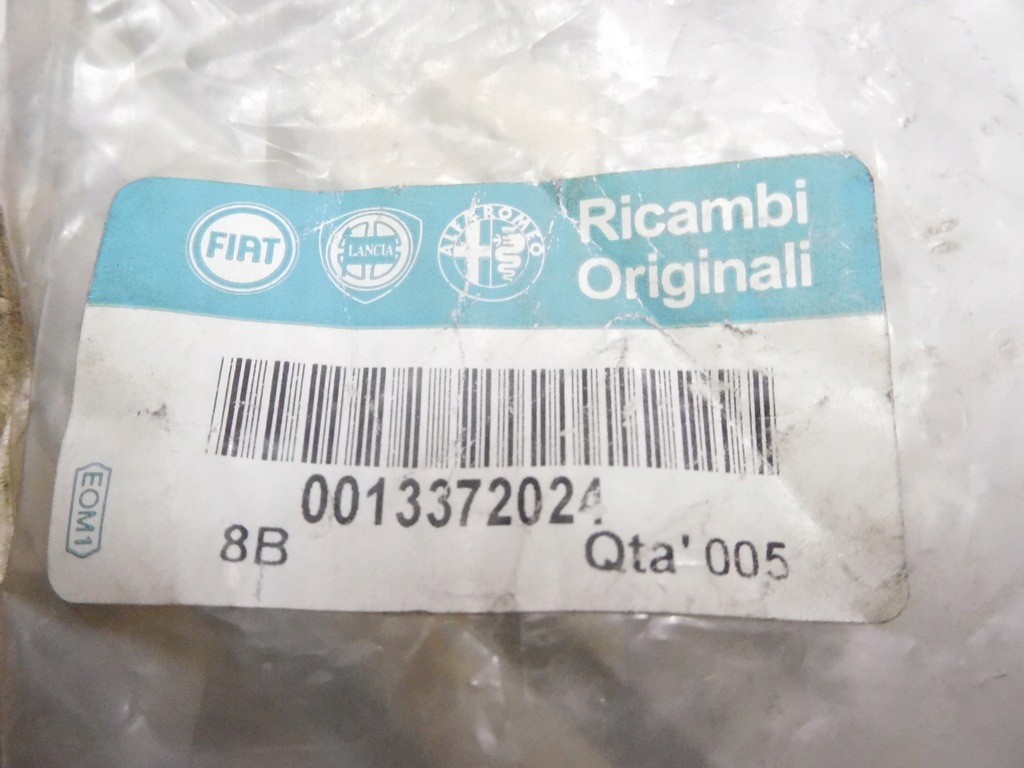 FIAT
LANCIA
ALFA ROMEO
Ricambi
Originali
0013372024
8B
Qta' 005
EOM1